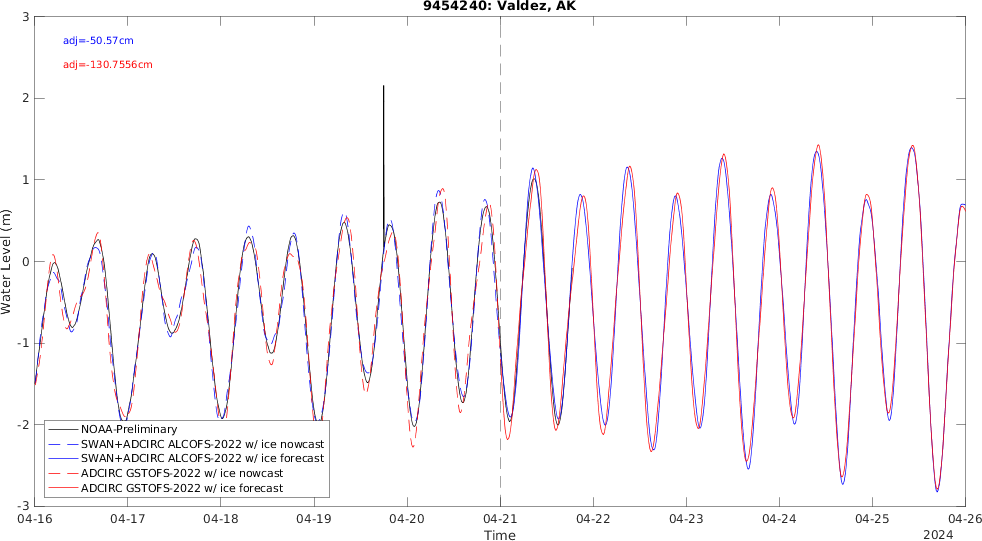 9454240: Valdez, AK
adj=-50.57cm
adj=-130.7556cm
3
2
1
0
-1
-2
-3
Water Level (m)
NOAA-Preliminary
SWAN+ADCIRC ALCOFS-2022 w/ ice nowcast
SWAN+ADCIRC ALCOFS-2022 w/ ice forecast
ADCIRC GSTOFS-2022 w/ ice nowcast
ADCIRC GSTOFS-2022 w/ ice forecast
04-16 04-17 04-18 04-19 04-20 04-21 04-22 04-23 04-24 04-25 04-26
Time
2024